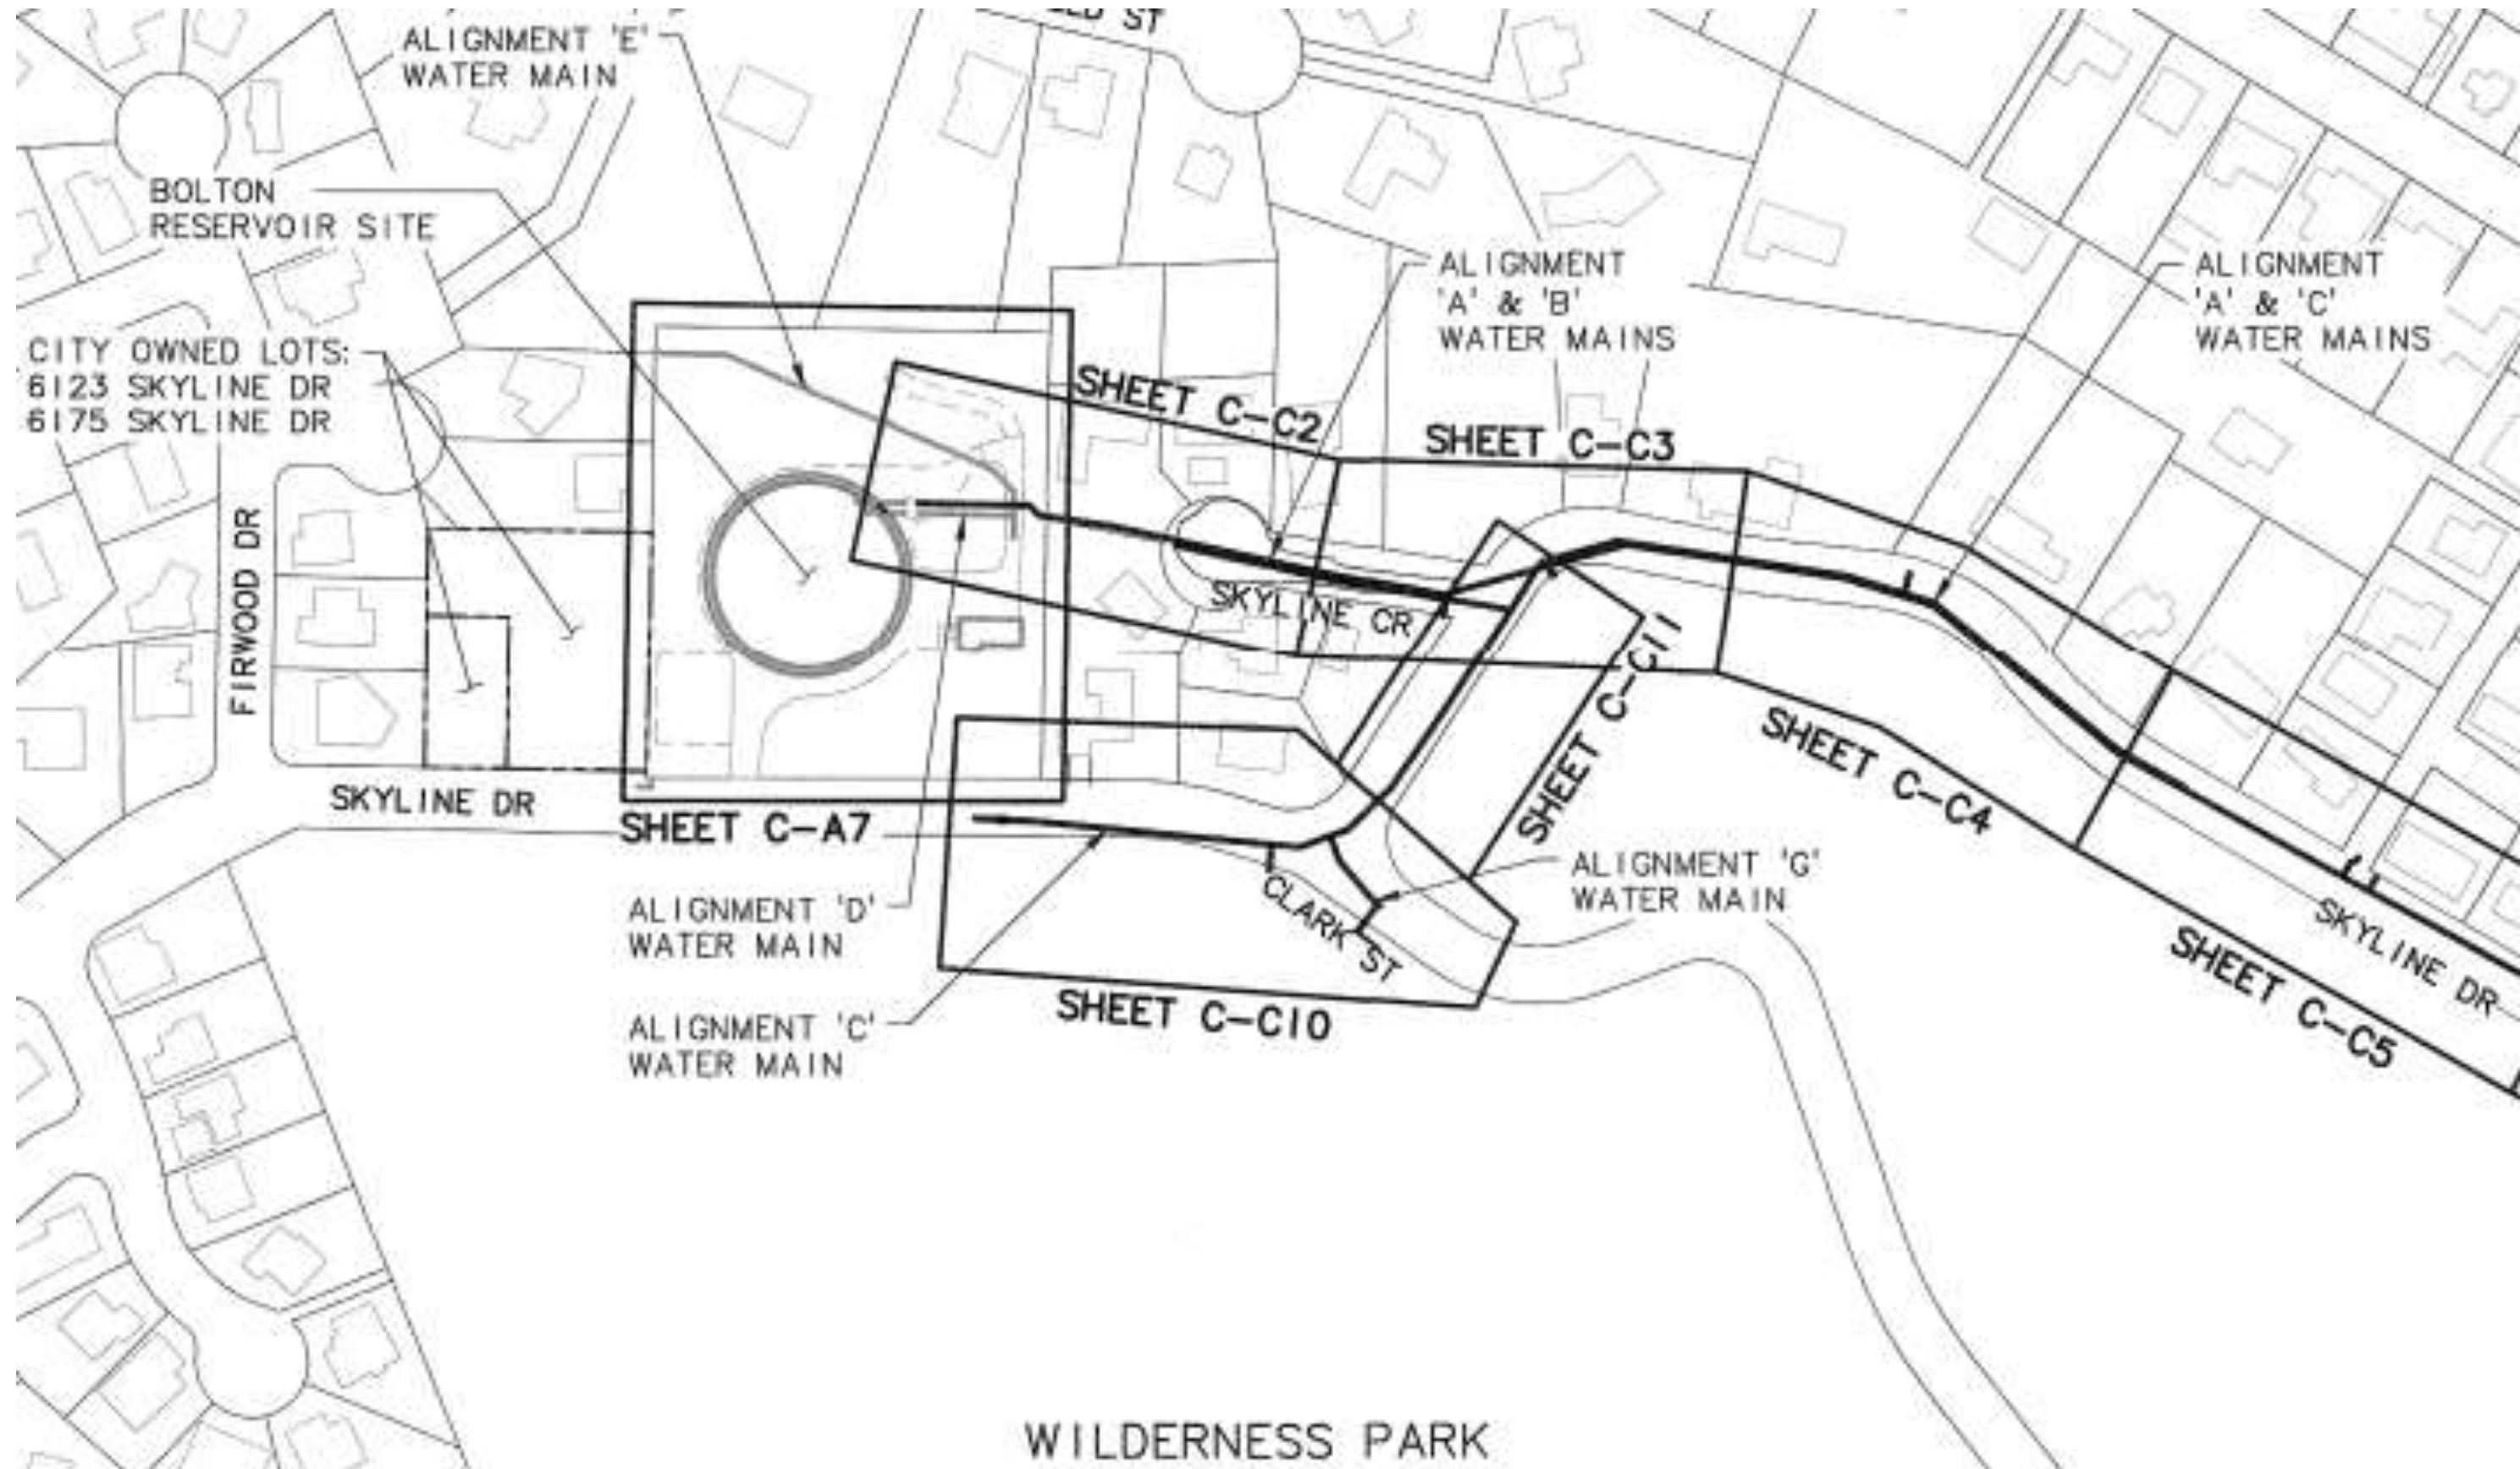 ST
ALIGNMENT 'E'
WATER MAIN
BOLTON
RESERVOIR SITE
ALIGNMENT
'A' & 'B'
WATER MAINS
ALIGNMENT
'A' & 'C'
WATER MAINS
CITY OWNED LOTS:
6123 SKYLINE DR
6175 SKYLINE DR
SHEET C-C2
SHEET C-C3
FIRWOOD DR
SKYLINE CR
SHEET C-C11
SHEET C-C4
SKYLINE DR
SHEET C-A7
ALIGNMENT 'G'
WATER MAIN
CLARK ST
ALIGNMENT 'D'
WATER MAIN
SKYLINE DR
SHEET C-C5
SHEET C-C10
ALIGNMENT 'C'
WATER MAIN
WILDERNESS PARK